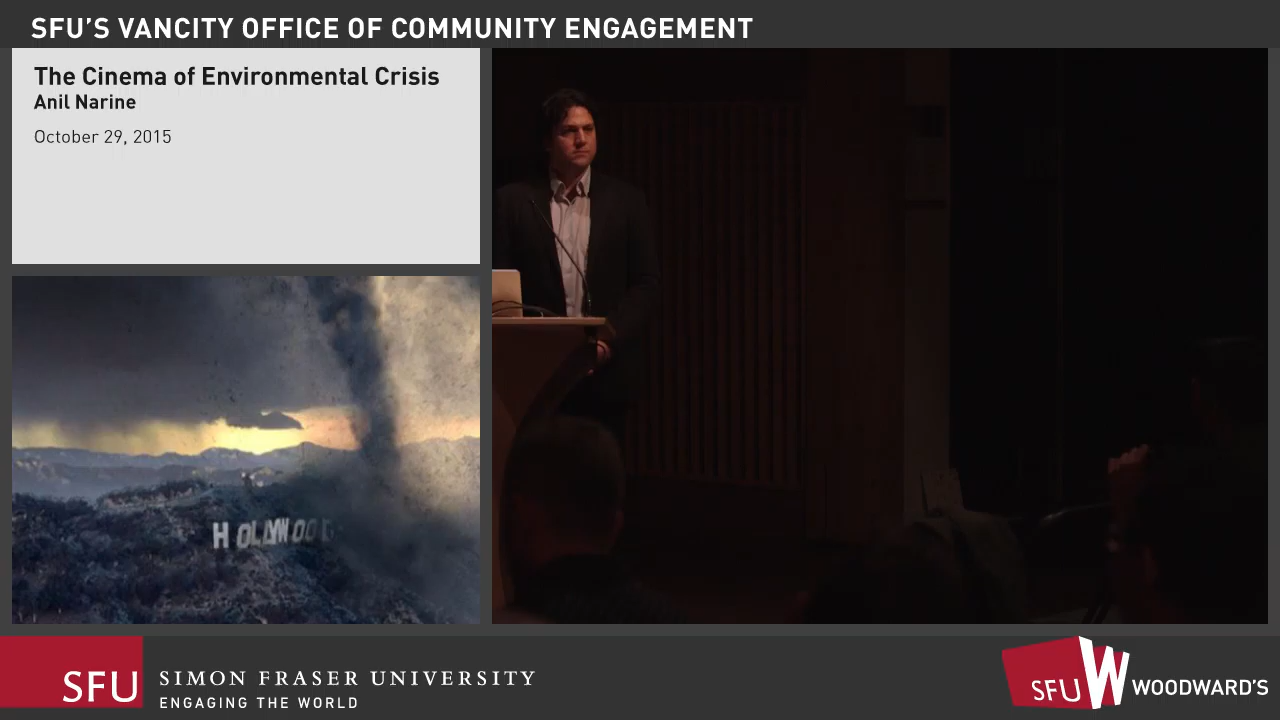 SFU'S VANCITY OFFICE OF COMMUNITY ENGAGEMENT
The Cinema of Environmental Crisis
Anil Narine
October 29, 2015
HOLLYWOOD
SFU
SIMON FRASER UNIVERSITY
ENGAGING THE WORLD
SFU W WOODWARD'S